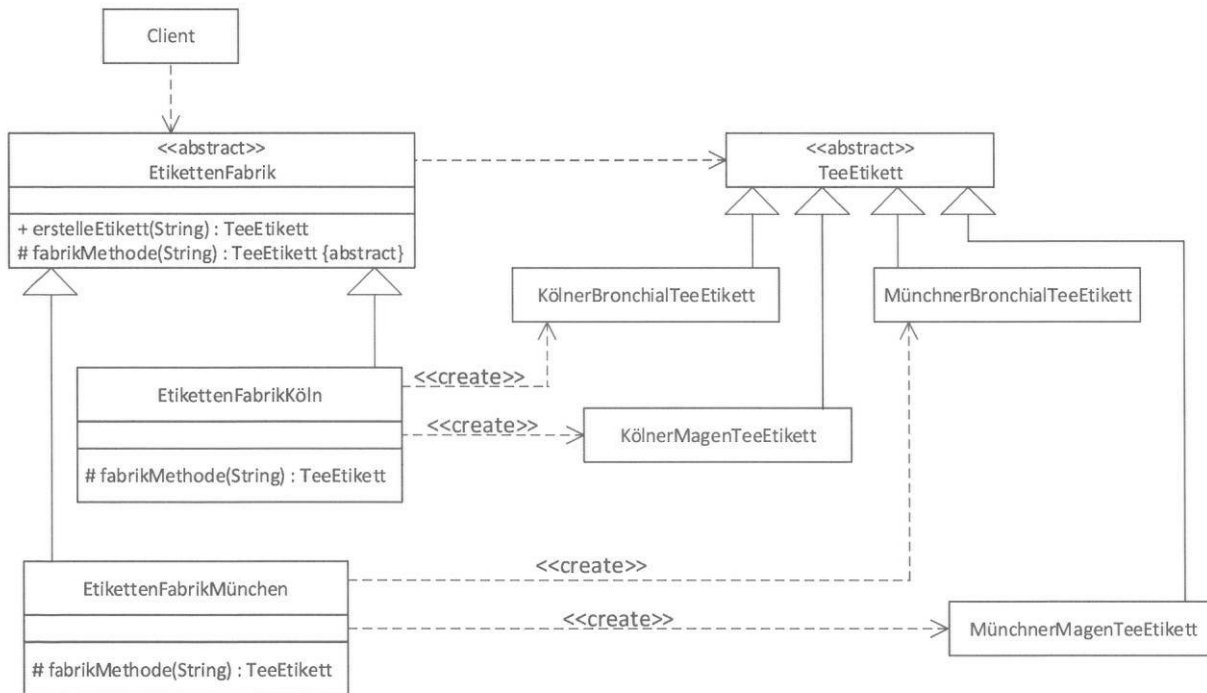 Client
<<abstract>>
EtikettenFabrik
+ erstelleEtikett(String) : TeeEtikett
# fabrikMethode(String) : TeeEtikett {abstract}
<<abstract>>
TeeEtikett
KölnerBronchialTeeEtikett
MünchnerBronchialTeeEtikett
EtikettenFabrikKöln
# fabrikMethode(String) : TeeEtikett
<<create>>
<<create>>
KölnerMagenTeeEtikett
EtikettenFabrikMünchen
# fabrikMethode(String) : TeeEtikett
<<create>>
<<create>>
MünchnerMagenTeeEtikett